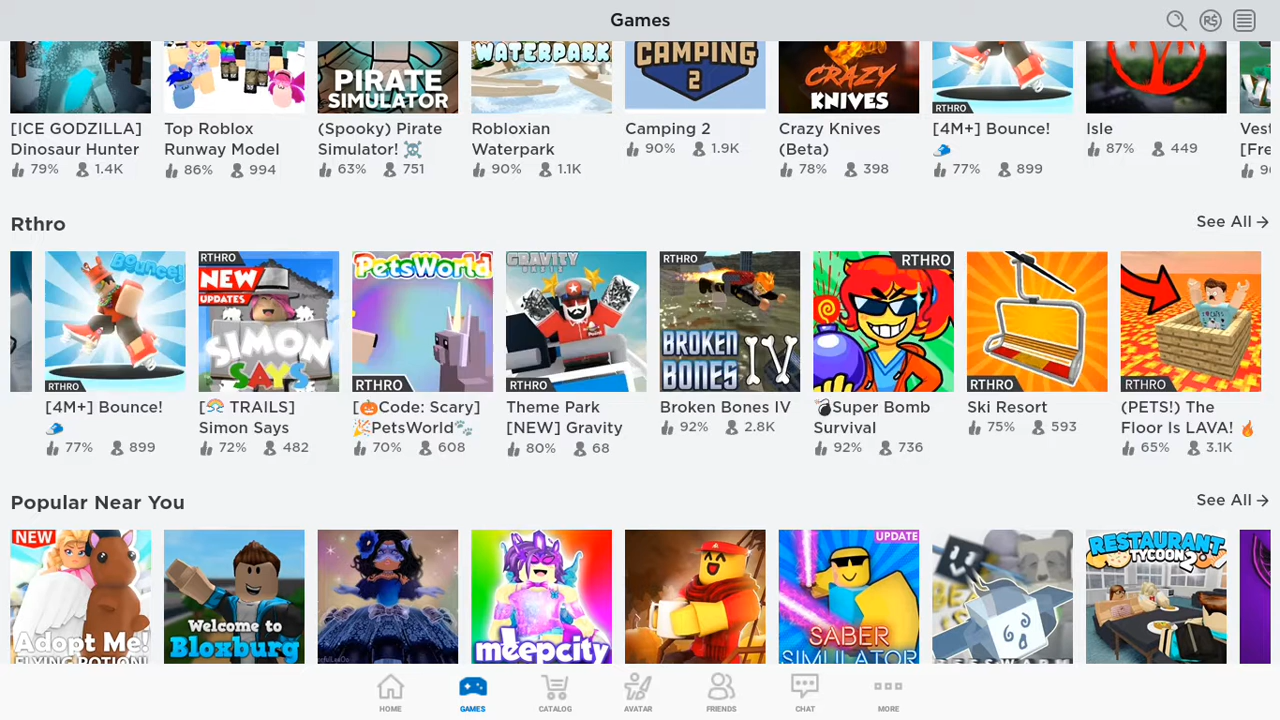 Games
WATERPARK
CAMPING
2
PIRATE
SIMULATOR
CRAZY
KNIVES
RTHRO
[ICE GODZILLA]
Dinosaur Hunter
79% 1.4K
Top Roblox
Runway Model
86% 994
(Spooky) Pirate
Simulator! ☠️
63% 751
Robloxian
Waterpark
90% 1.1K
Camping 2
90% 1.9K
Crazy Knives
(Beta)
78% 398
[4M+] Bounce!
🧢
77% 899
Isle
87% 449
Vest
[Fre
Rthro
See All →
Bounce!
RTHRO
RTHRO
NEW
UPDATES
SIMON
SAYS
PetsWorld
RTHRO
GRAVITY
RTHRO
RTHRO
BROKEN
BONES IV
RTHRO
RTHRO
RTHRO
[4M+] Bounce!
🧢
77% 899
[🌈 TRAILS]
Simon Says
72% 482
[🎃Code: Scary]
🎉PetsWorld🐾
70% 608
Theme Park
[NEW] Gravity
80% 68
Broken Bones IV
92% 2.8K
💣Super Bomb
Survival
92% 736
Ski Resort
75% 593
(PETS!) The
Floor Is LAVA! 🔥
65% 3.1K
Popular Near You
See All →
NEW
Adopt Me!
FLYING POTION!
Welcome to
Bloxburg
meepcity
UPDATE
SABER
SIMULATOR
RESTAURANT
TYCOON 2
HOME
GAMES
CATALOG
AVATAR
FRIENDS
CHAT
MORE